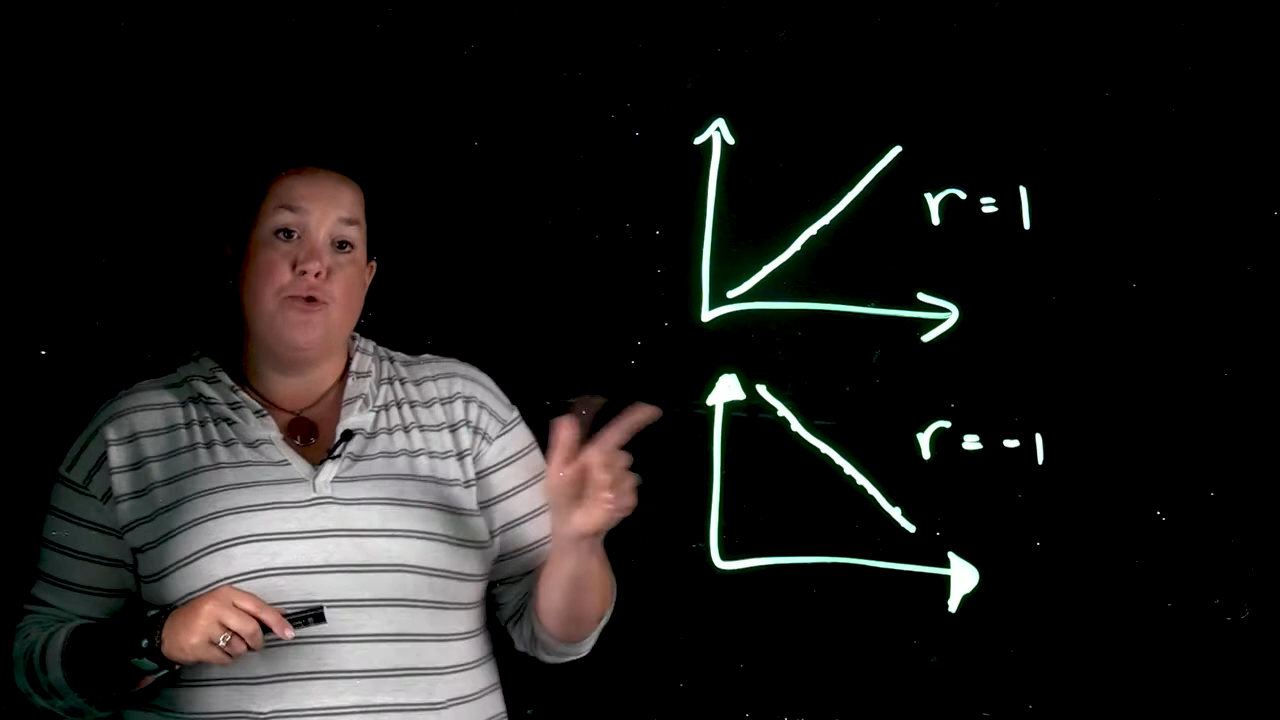 r = 1
r = -1